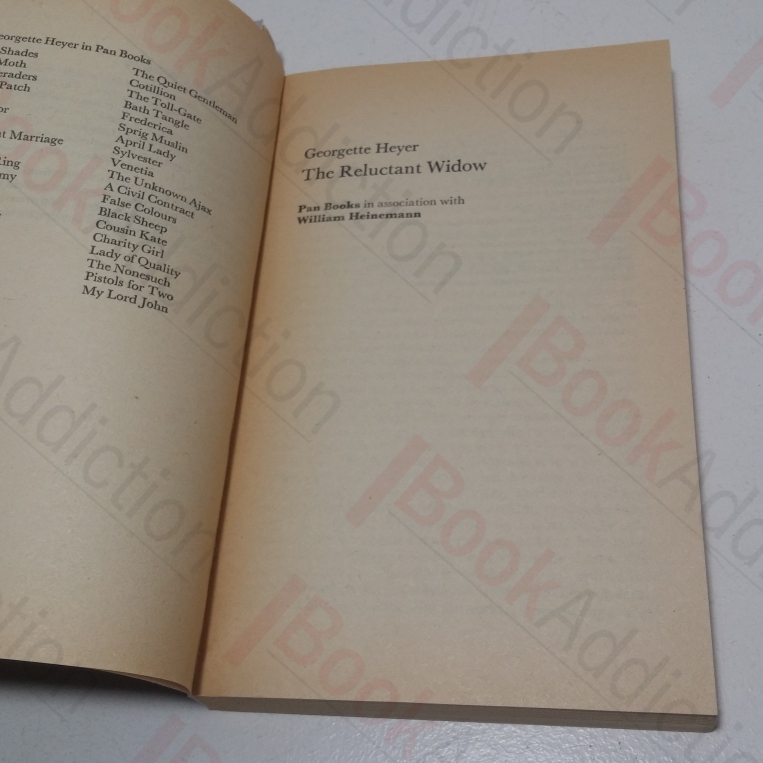 eorgette Heyer in Pan Books
Shades
Moth
eraders
Patch
or
nt Marriage
Ring
my
The Quiet Gentleman
Cotillion
The Toll-Gate
Bath Tangle
Frederica
Sprig Muslin
April Lady
Sylvester
Venetia
The Unknown Ajax
A Civil Contract
False Colours
Black Sheep
Cousin Kate
Charity Girl
Lady of Quality
The Nonesuch
Pistols for Two
My Lord John
Georgette Heyer
The Reluctant Widow
Pan Books in association with
William Heinemann
BookAddiction